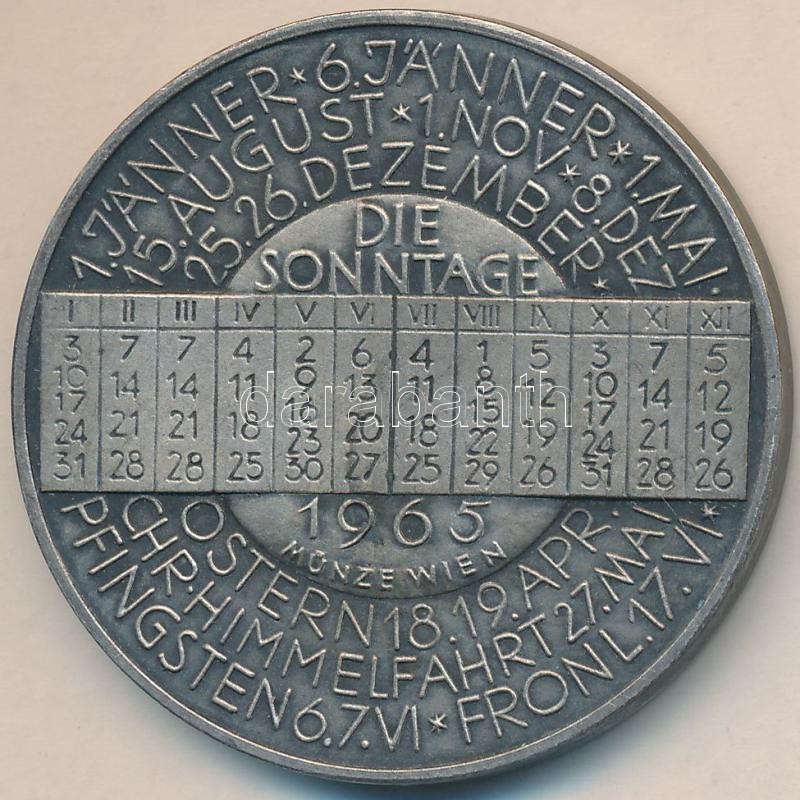 1. JÄNNER * 6. JÄNNER * 1. MAI.
15. AUGUST * 1. NOV * 8. DEZ
25. 26. DEZEMBER *
DIE
SONNTAGE
I II III IV V VI VII VIII IX X XI XII
3 7 7 4 2 6 4 1 5 3 7 5
10 14 14 11 9 13 11 8 12 10 14 12
17 21 21 18 16 20 18 15 19 17 21 19
24 28 28 25 23 27 25 22 26 24 28 26
31 30 29 31
darabanth
1965
MÜNZE WIEN
OSTERN 18. 19. APR.
CHR. HIMMELFAHRT 27. MAI
PFINGSTEN 6. 7. VI * FRONL. 17. VI *